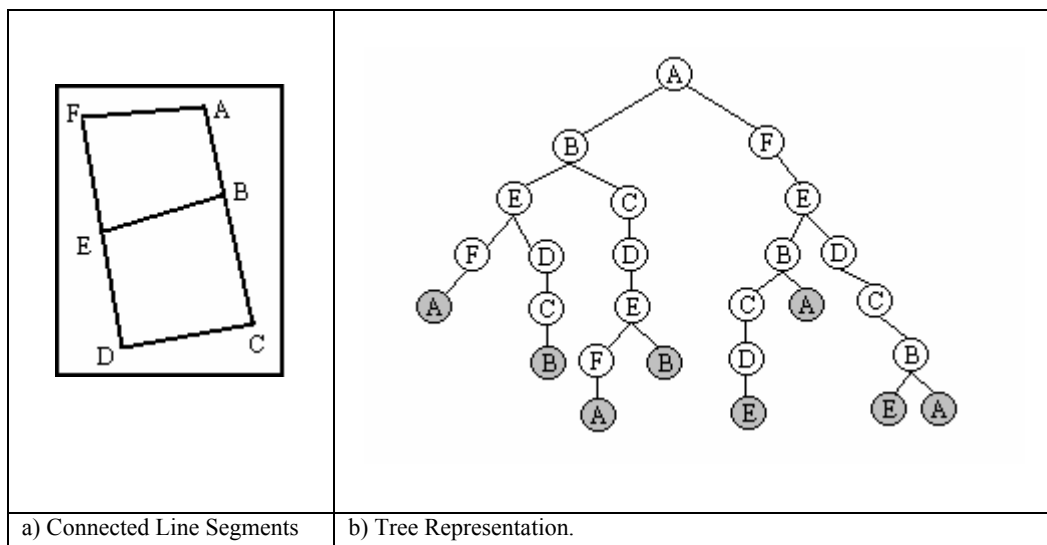 F A
B
E
D C
A
B F
E C E
F D D B D
A C E C A C
B F B D B
A E E A
a) Connected Line Segments b) Tree Representation.